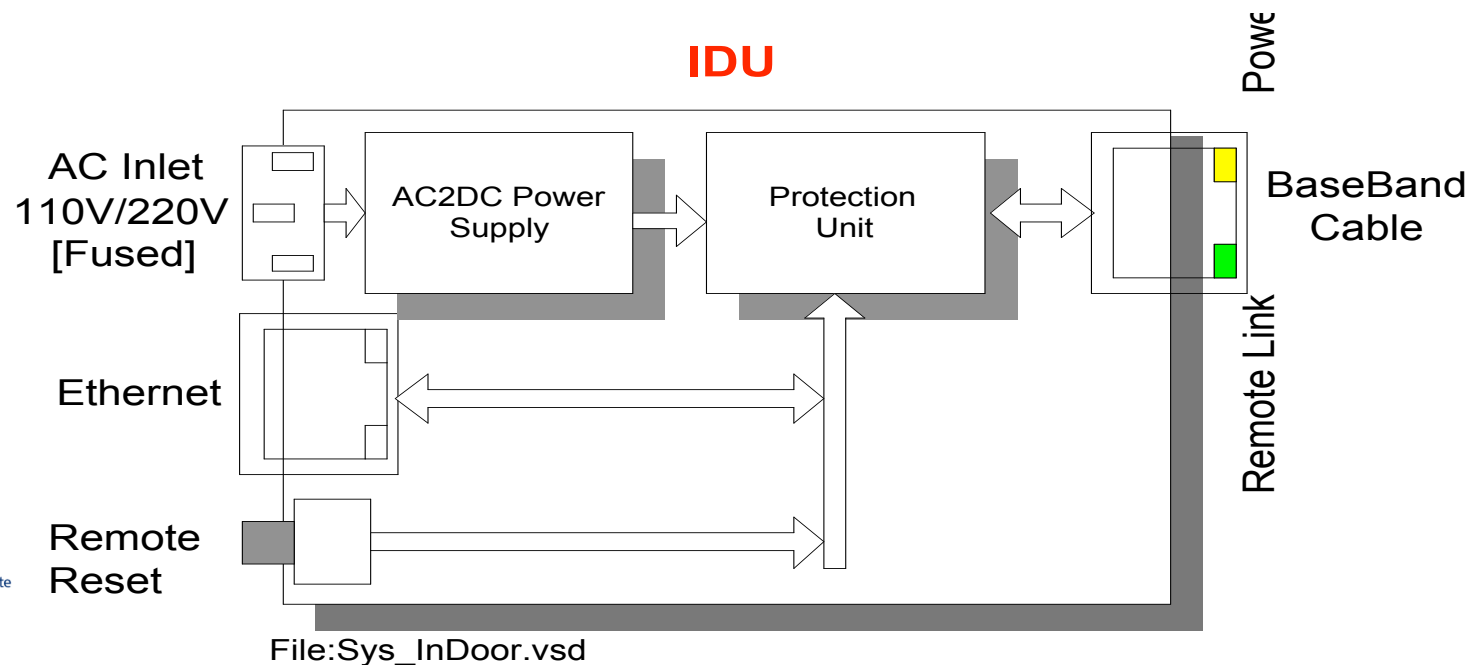 IDU
Powe
AC Inlet
110V/220V
[Fused]
AC2DC Power
Supply
Protection
Unit
BaseBand
Cable
Ethernet
Remote Link
Remote
Reset
te
File:Sys_InDoor.vsd